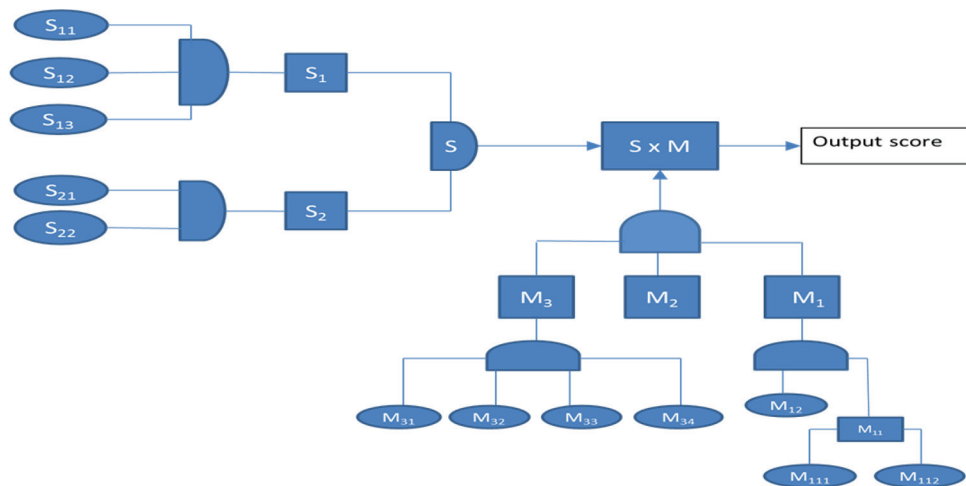 S₁₁
S₁₂
S₁₃
S₁
S
S x M
Output score
S₂₁
S₂₂
S₂
M₃
M₂
M₁
M₃₁
M₃₂
M₃₃
M₃₄
M₁₂
M₁₁
M₁₁₁
M₁₁₂